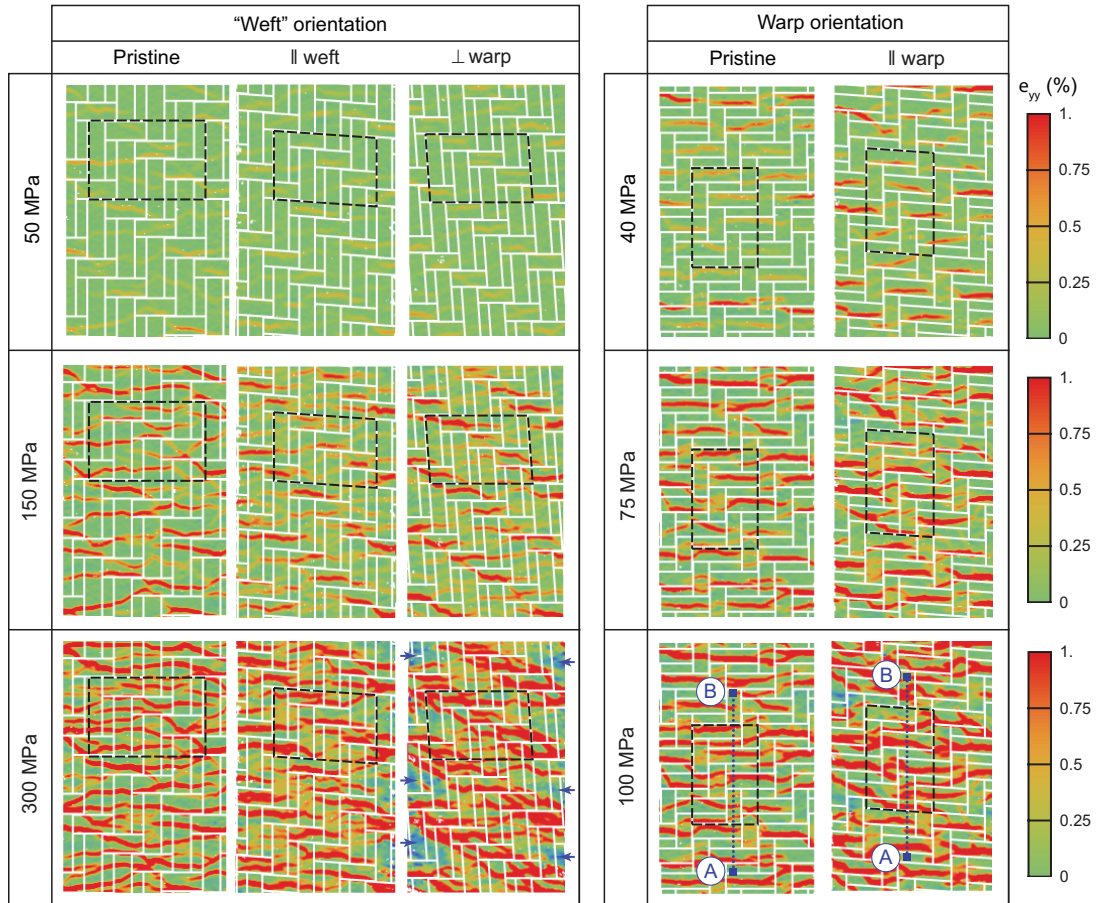 “Weft” orientation
Pristine
∥ weft
⊥ warp
Warp orientation
Pristine
∥ warp
e_yy (%)
50 MPa
40 MPa
1.
0.75
0.5
0.25
0
150 MPa
75 MPa
1.
0.75
0.5
0.25
0
300 MPa
100 MPa
B
A
B
A
1.
0.75
0.5
0.25
0